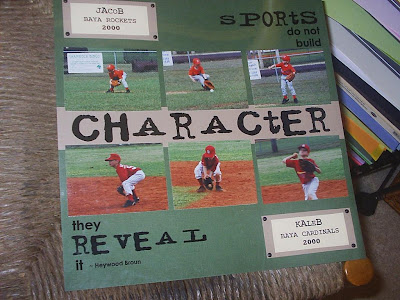 JAcoB
BAYA ROCKETS
2000
SPORtS
do not
build
CHARACtER
they
REVEAL
it - Heywood Broun
KALeB
BAYA CARDINALS
2000